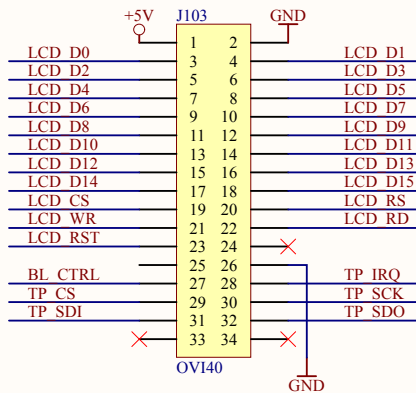 +5V J103 GND
1 2
LCD_D0 3 4 LCD_D1
LCD_D2 5 6 LCD_D3
LCD_D4 7 8 LCD_D5
LCD_D6 9 10 LCD_D7
LCD_D8 11 12 LCD_D9
LCD_D10 13 14 LCD_D11
LCD_D12 15 16 LCD_D13
LCD_D14 17 18 LCD_D15
LCD_CS 19 20 LCD_RS
LCD_WR 21 22 LCD_RD
LCD_RST 23 24
25 26
BL_CTRL 27 28 TP_IRQ
TP_CS 29 30 TP_SCK
TP_SDI 31 32 TP_SDO
33 34
OVI40
GND